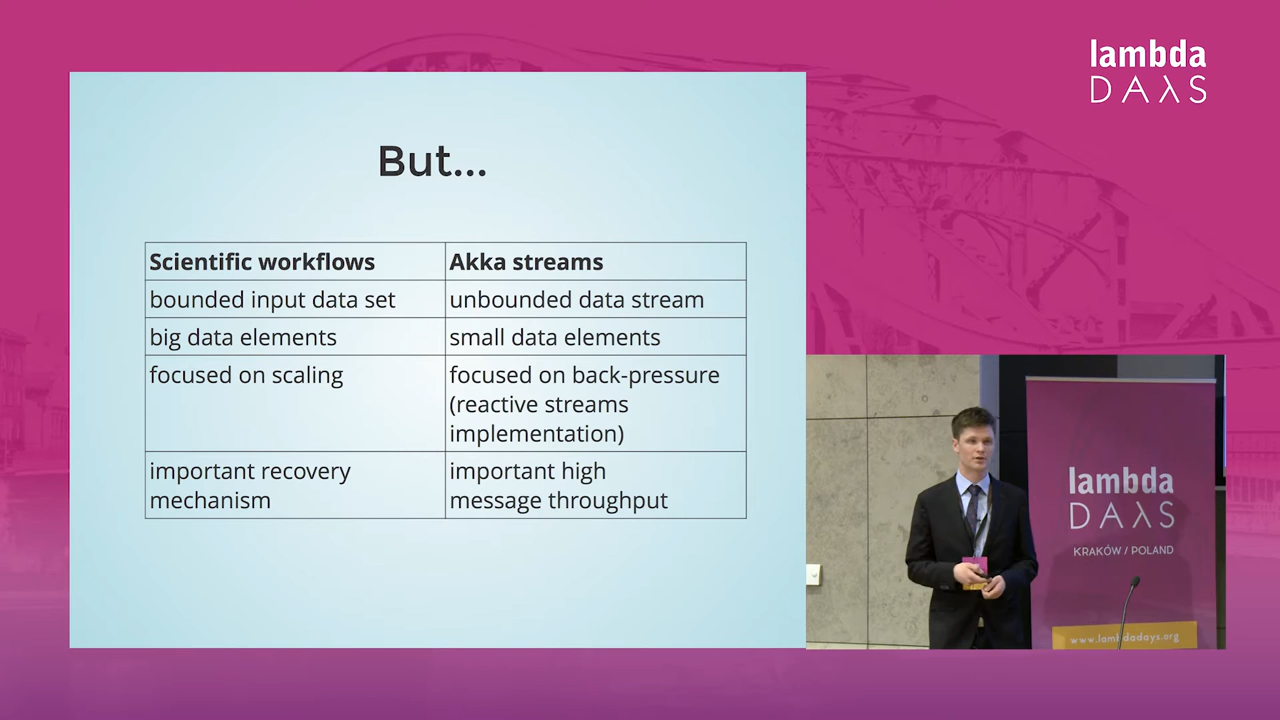 lambda
DAYS
But...
Scientific workflows
Akka streams
bounded input data set
unbounded data stream
big data elements
small data elements
focused on scaling
focused on back-pressure
(reactive streams
implementation)
important recovery
mechanism
important high
message throughput
lambda
DAλS
KRAKÓW / POLAND
www.lambdadays.org